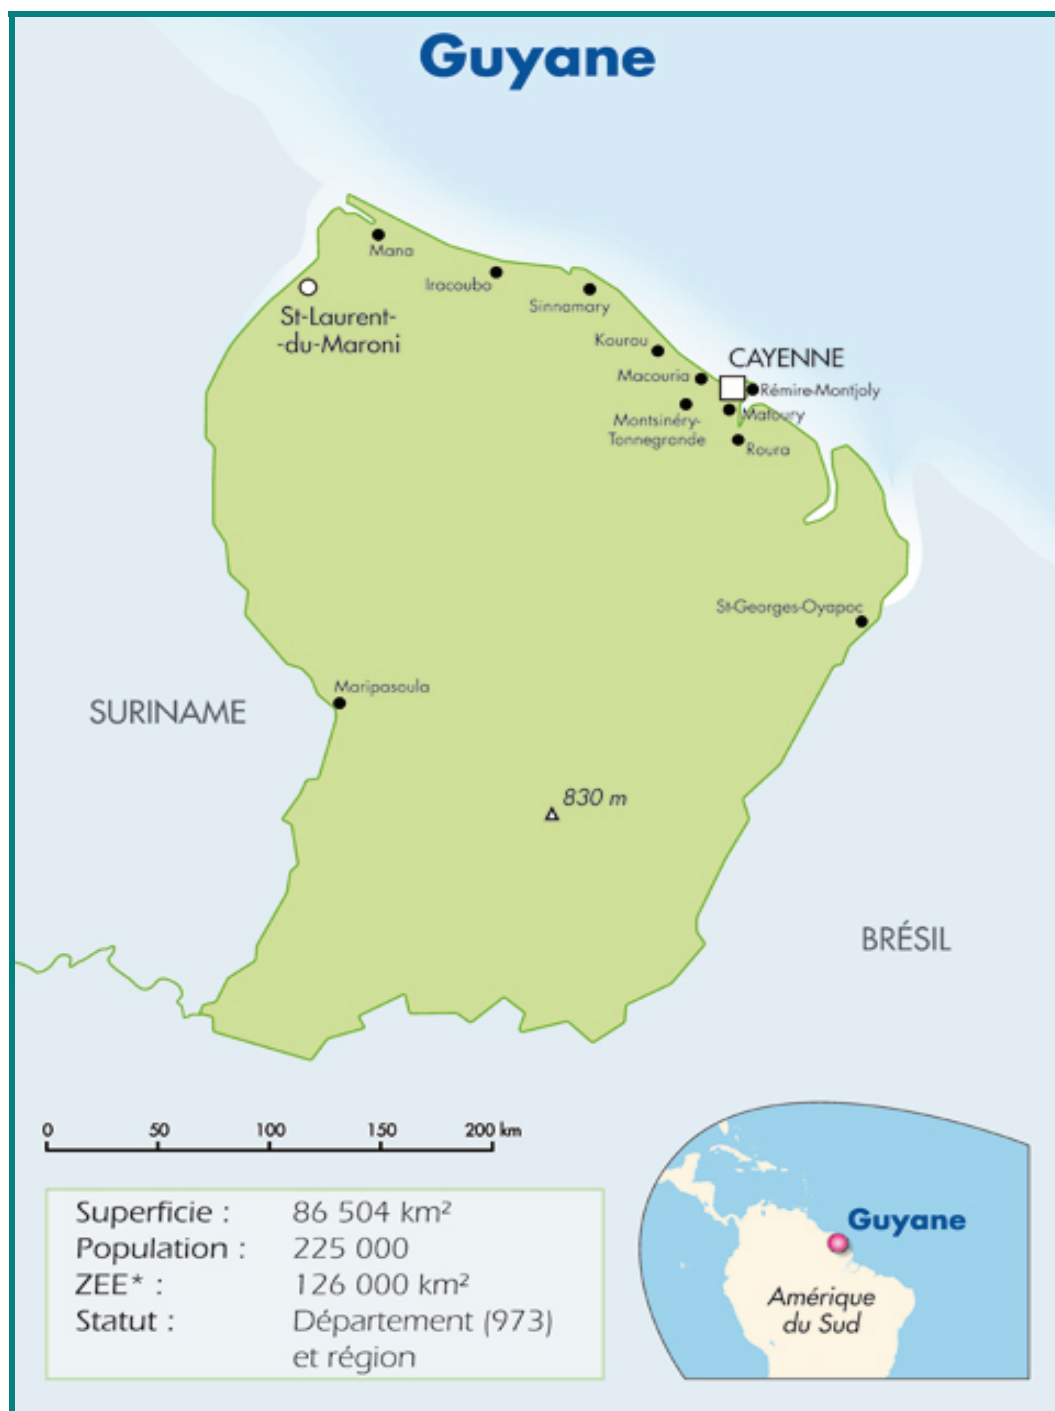 Guyane
Mana
Iracoubo
St-Laurent-
-du-Maroni
Sinnamary
Kourou
CAYENNE
Macouria
Rémire-Montjoly
Montsinéry-
Tonnegrande
Matoury
Roura
St-Georges-Oyapoc
Maripasoula
SURINAME
830 m
BRÉSIL
0 50 100 150 200 km
Superficie : 86 504 km²
Population : 225 000
ZEE* : 126 000 km²
Statut : Département (973)
et région
Guyane
Amérique
du Sud